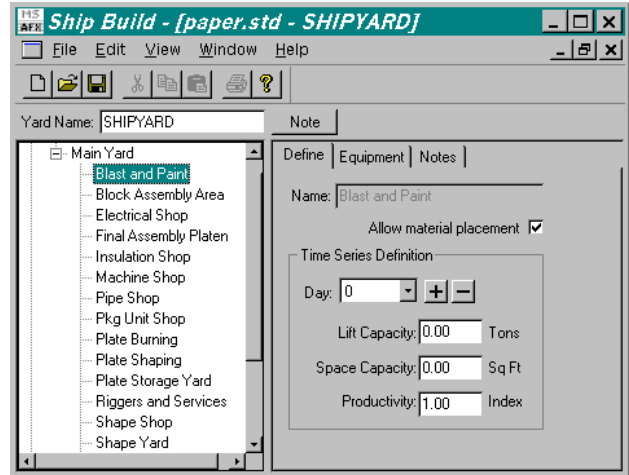 MS AFX Ship Build - [paper.std - SHIPYARD]
File Edit View Window Help
Yard Name: SHIPYARD Note
Main Yard
Blast and Paint
Block Assembly Area
Electrical Shop
Final Assembly Platen
Insulation Shop
Machine Shop
Pipe Shop
Pkg Unit Shop
Plate Burning
Plate Shaping
Plate Storage Yard
Riggers and Services
Shape Shop
Shape Yard
Define Equipment Notes
Name: Blast and Paint
Allow material placement
Time Series Definition
Day: 0
Lift Capacity: 0.00 Tons
Space Capacity: 0.00 Sq Ft
Productivity: 1.00 Index